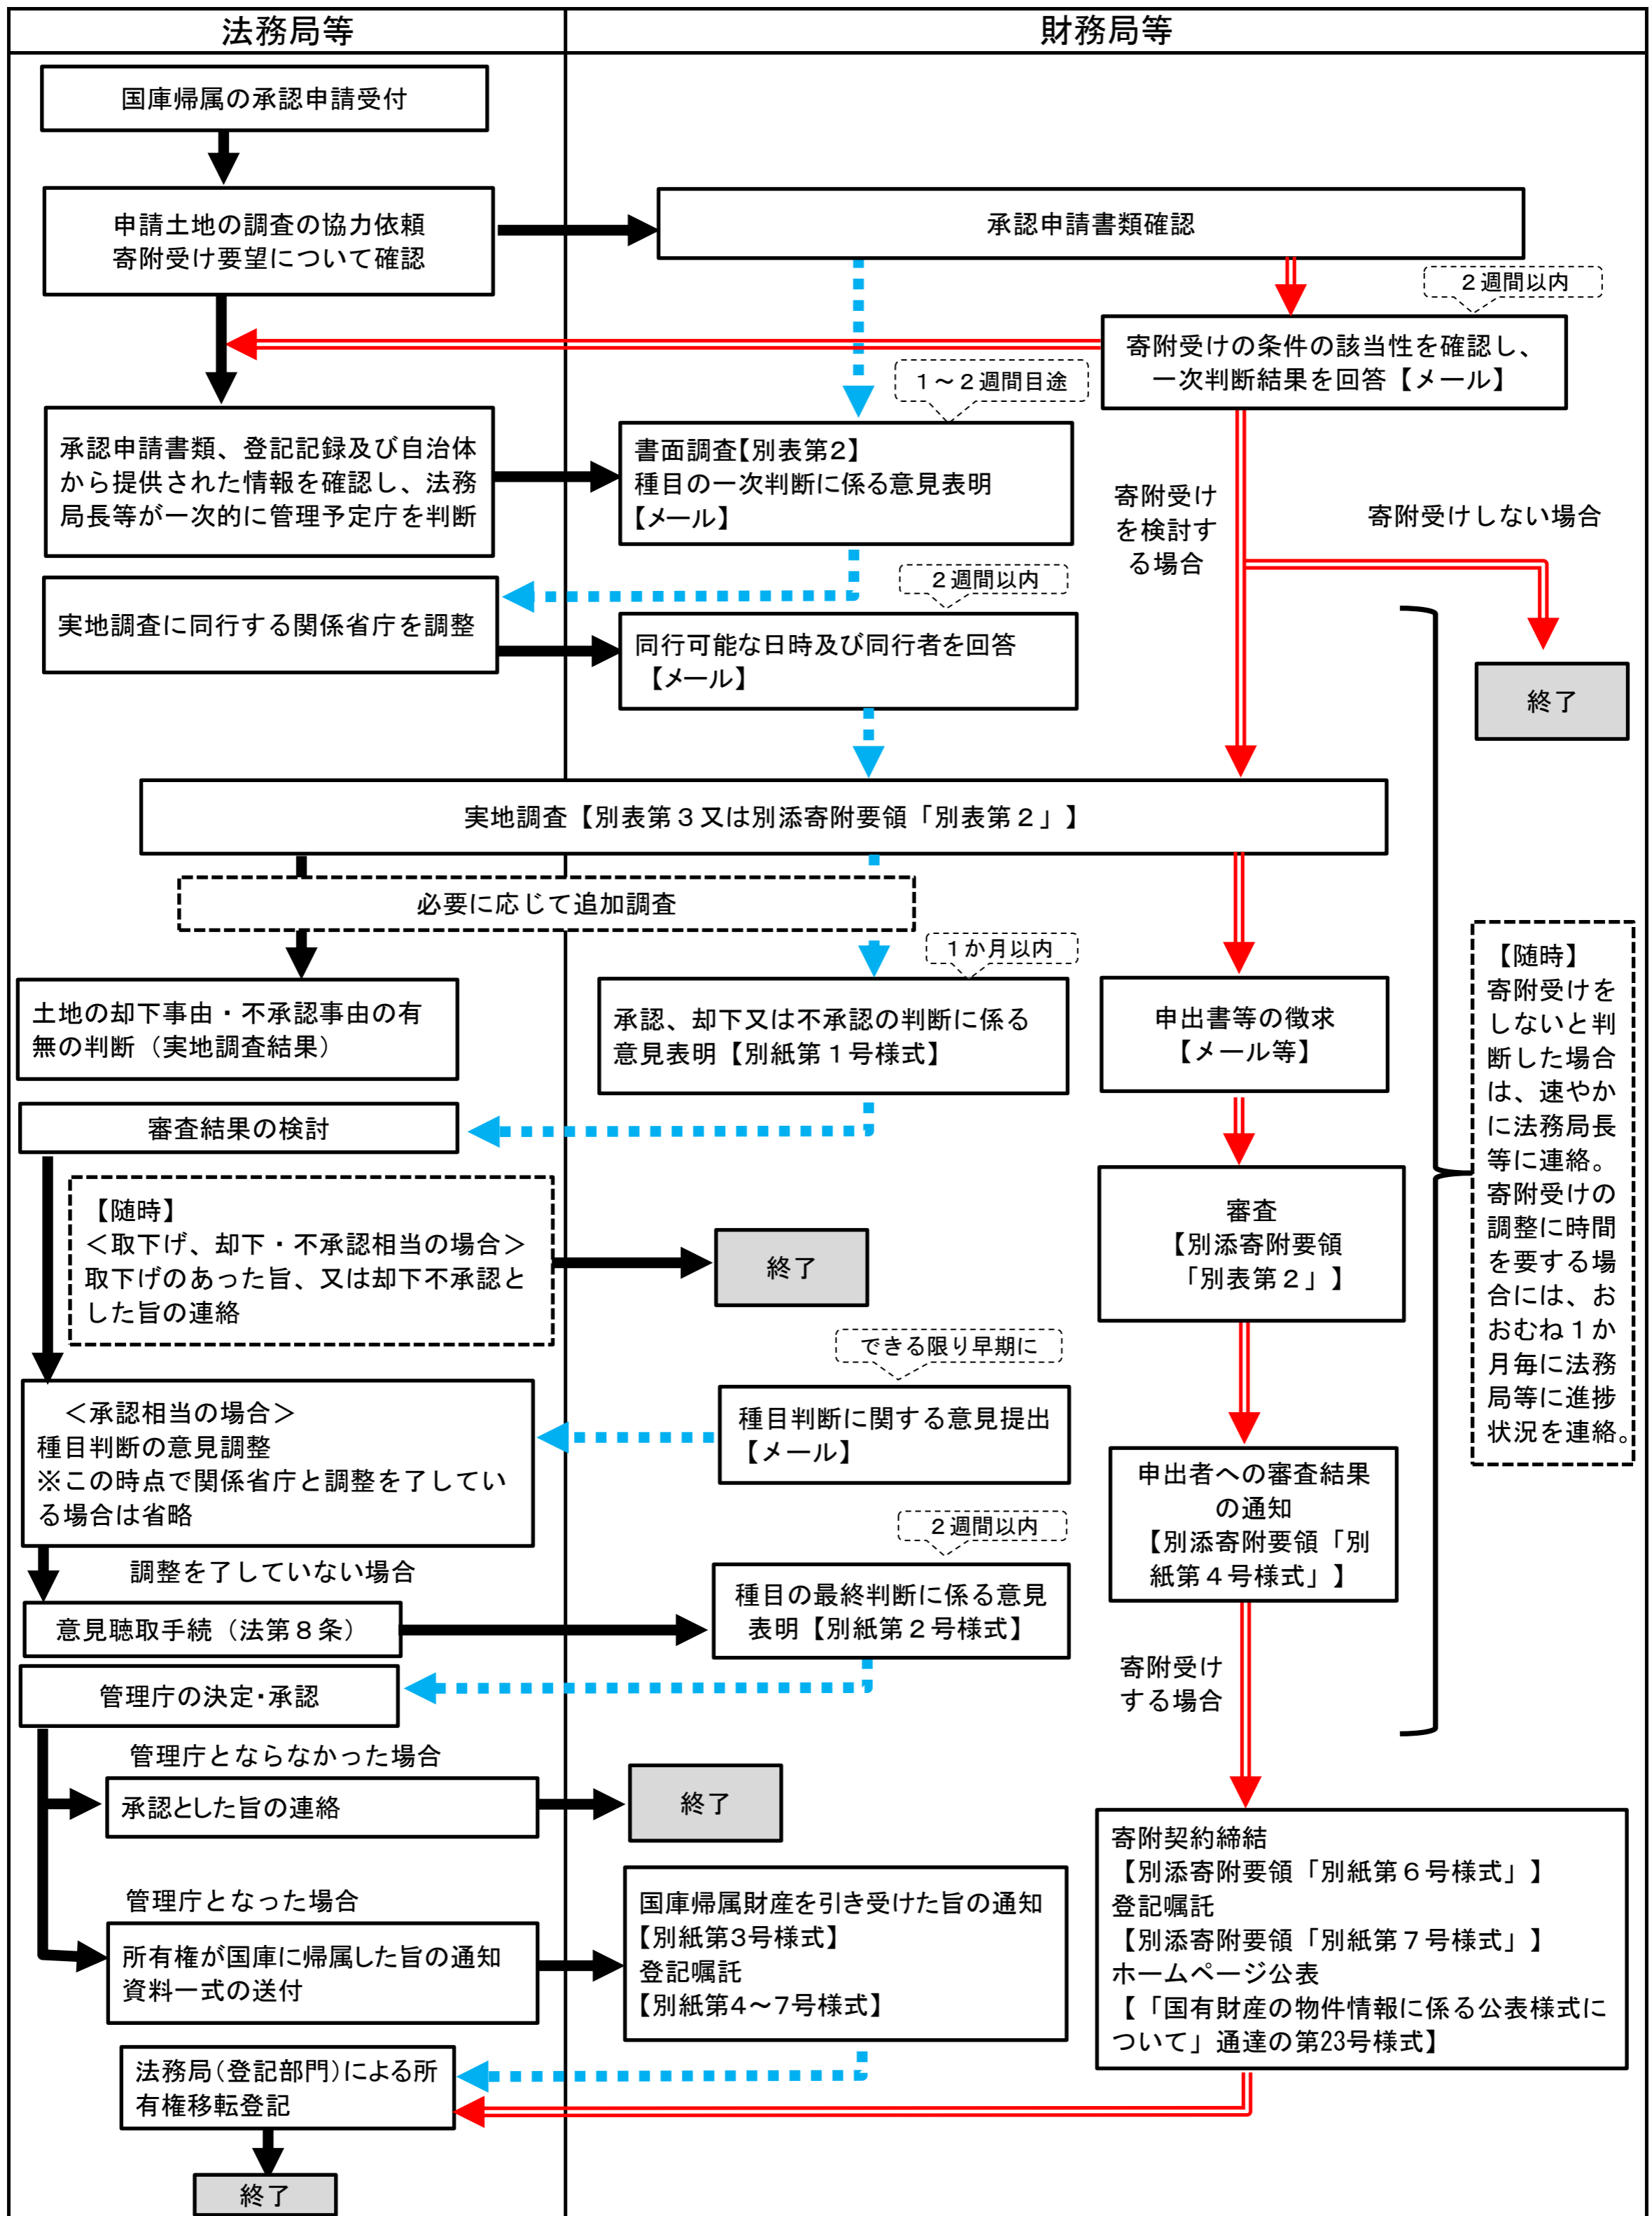 法務局等
財務局等
国庫帰属の承認申請受付
申請土地の調査の協力依頼
寄附受け要望について確認
承認申請書類確認
2週間以内
寄附受けの条件の該当性を確認し、
一次判断結果を回答【メール】
1~2週間目途
承認申請書類、登記記録及び自治体
から提供された情報を確認し、法務
局長等が一次的に管理予定庁を判断
書面調査【別表第2】
種目の一次判断に係る意見表明
【メール】
寄附受け
を検討す
る場合
寄附受けしない場合
2週間以内
実地調査に同行する関係省庁を調整
同行可能な日時及び同行者を回答
【メール】
終了
実地調査【別表第3又は別添寄附要領「別表第2」】
必要に応じて追加調査
1か月以内
土地の却下事由・不承認事由の有
無の判断(実地調査結果)
承認、却下又は不承認の判断に係る
意見表明【別紙第1号様式】
申出書等の徴求
【メール等】
【随時】
寄附受けを
しないと判
断した場合
は、速やか
に法務局長
等に連絡。
寄附受けの
調整に時間
を要する場
合には、お
おむね1か
月毎に法務
局等に進捗
状況を連絡。
審査結果の検討
【随時】
<取下げ、却下・不承認相当の場合>
取下げのあった旨、又は却下不承認と
した旨の連絡
終了
審査
【別添寄附要領
「別表第2」】
できる限り早期に
<承認相当の場合>
種目判断の意見調整
※この時点で関係省庁と調整を了してい
る場合は省略
種目判断に関する意見提出
【メール】
申出者への審査結果
の通知
【別添寄附要領「別
紙第4号様式」】
2週間以内
調整を了していない場合
意見聴取手続(法第8条)
種目の最終判断に係る意見
表明【別紙第2号様式】
管理庁の決定・承認
寄附受け
する場合
管理庁とならなかった場合
承認とした旨の連絡
終了
寄附契約締結
【別添寄附要領「別紙第6号様式」】
登記嘱託
【別添寄附要領「別紙第7号様式」】
ホームページ公表
【「国有財産の物件情報に係る公表様式に
ついて」通達の第23号様式】
管理庁となった場合
所有権が国庫に帰属した旨の通知
資料一式の送付
国庫帰属財産を引き受けた旨の通知
【別紙第3号様式】
登記嘱託
【別紙第4~7号様式】
法務局(登記部門)による所
有権移転登記
終了